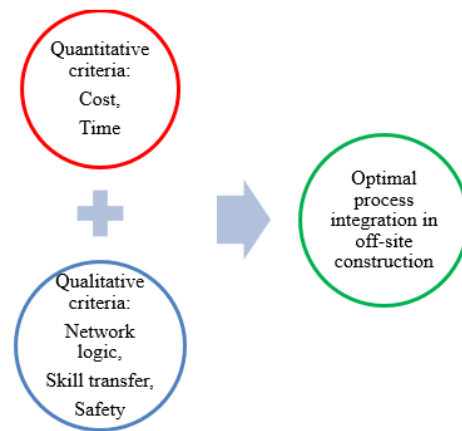 Quantitative
criteria:
Cost,
Time
Qualitative
criteria:
Network
logic,
Skill transfer,
Safety
Optimal
process
integration in
off-site
construction